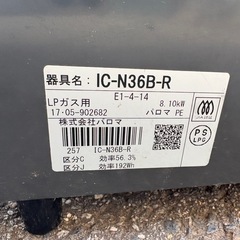 器具名：IC-N36B-R
E1-4-14
LPガス用 8.10kW
17·05-902682 パロマ PE
株式会社パロマ
257 IC-N36B-R
区分C 効率56.3%
区分J 効率192Wh
PS
LPG